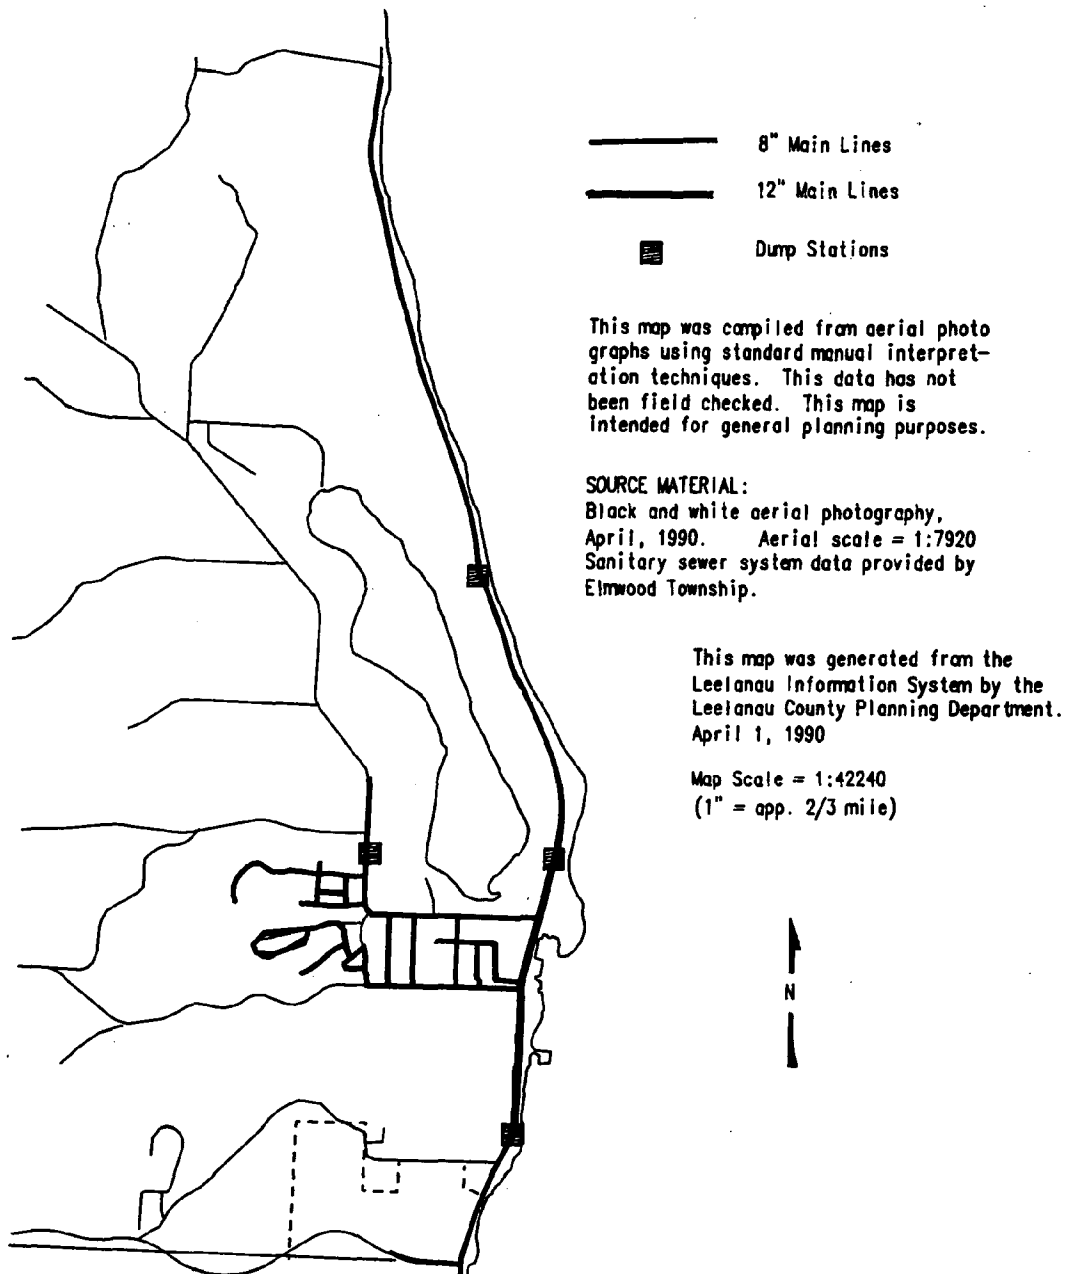 8" Main Lines
12" Main Lines
Dump Stations
This map was compiled from aerial photo
graphs using standard manual interpret-
ation techniques. This data has not
been field checked. This map is
intended for general planning purposes.
SOURCE MATERIAL:
Black and white aerial photography,
April, 1990. Aerial scale = 1:7920
Sanitary sewer system data provided by
Elmwood Township.
This map was generated from the
Leelanau Information System by the
Leelanau County Planning Department.
April 1, 1990
Map Scale = 1:42240
(1" = app. 2/3 mile)
N